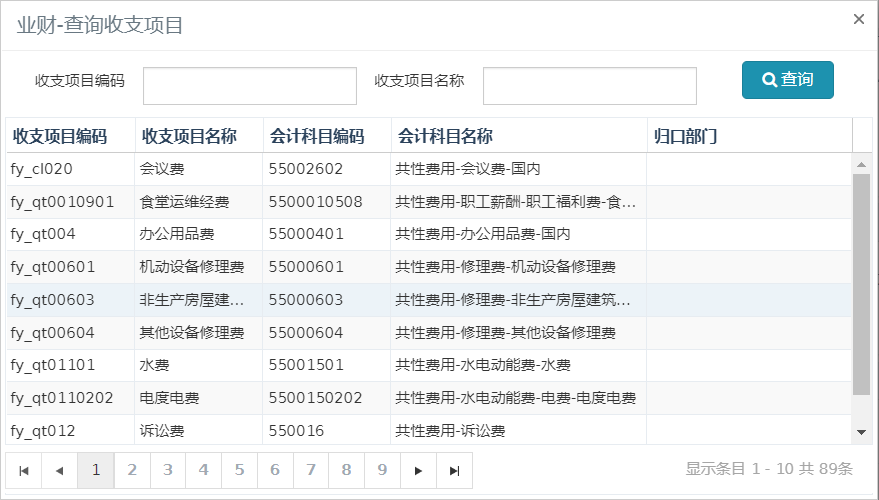 业财-查询收支项目 ×
收支项目编码 收支项目名称 查询
收支项目编码 收支项目名称 会计科目编码 会计科目名称 归口部门
fy_cl020 会议费 55002602 共性费用-会议费-国内
fy_qt0010901 食堂运维经费 5500010508 共性费用-职工薪酬-职工福利费-食...
fy_qt004 办公用品费 55000401 共性费用-办公用品费-国内
fy_qt00601 机动设备修理费 55000601 共性费用-修理费-机动设备修理费
fy_qt00603 非生产房屋建... 55000603 共性费用-修理费-非生产房屋建筑...
fy_qt00604 其他设备修理费 55000604 共性费用-修理费-其他设备修理费
fy_qt01101 水费 55001501 共性费用-水电动能费-水费
fy_qt0110202 电度电费 5500150202 共性费用-水电动能费-电费-电度电费
fy_qt012 诉讼费 550016 共性费用-诉讼费
1 2 3 4 5 6 7 8 9 显示条目 1 - 10 共 89条